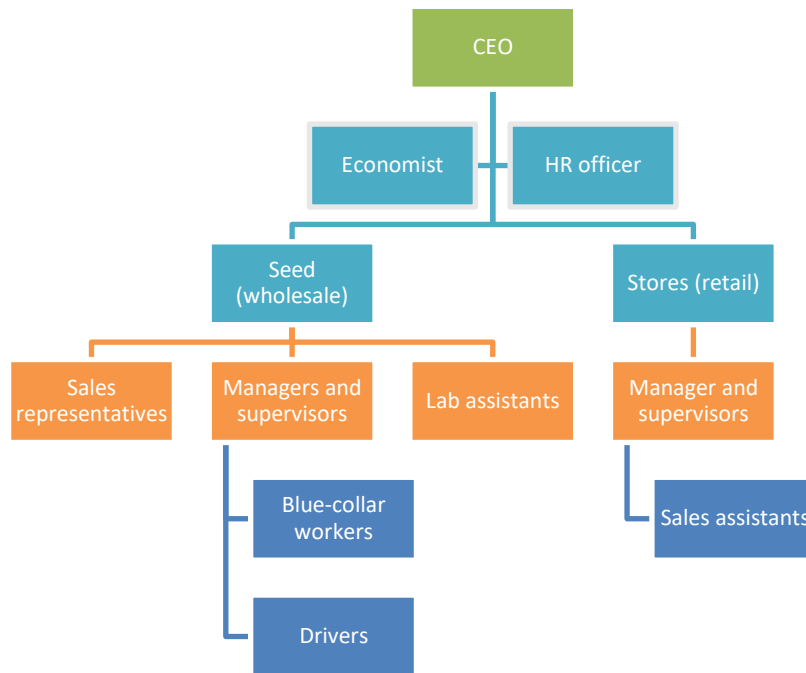 CEO
Economist
HR officer
Seed
(wholesale)
Stores (retail)
Sales
representatives
Managers and
supervisors
Lab assistants
Manager and
supervisors
Blue-collar
workers
Sales assistants
Drivers